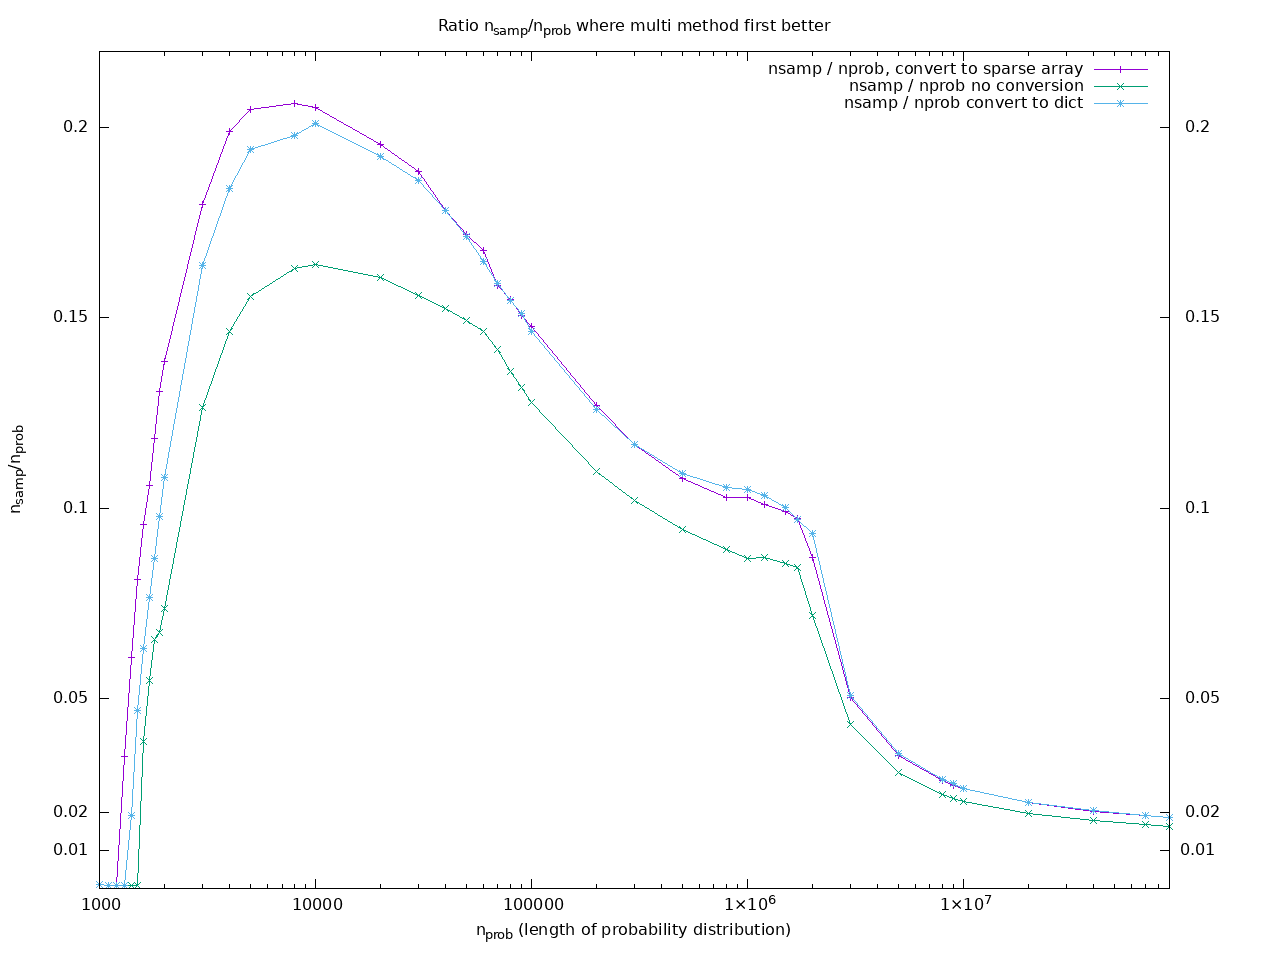 Ratio nsamp/nprob where multi method first better
nsamp / nprob, convert to sparse array
nsamp / nprob no conversion
nsamp / nprob convert to dict
0.2 0.2
0.15 0.15
0.1 0.1
0.05 0.05
0.02 0.02
0.01 0.01
nsamp/nprob
1000 10000 100000 1×10⁶ 1×10⁷
nprob (length of probability distribution)